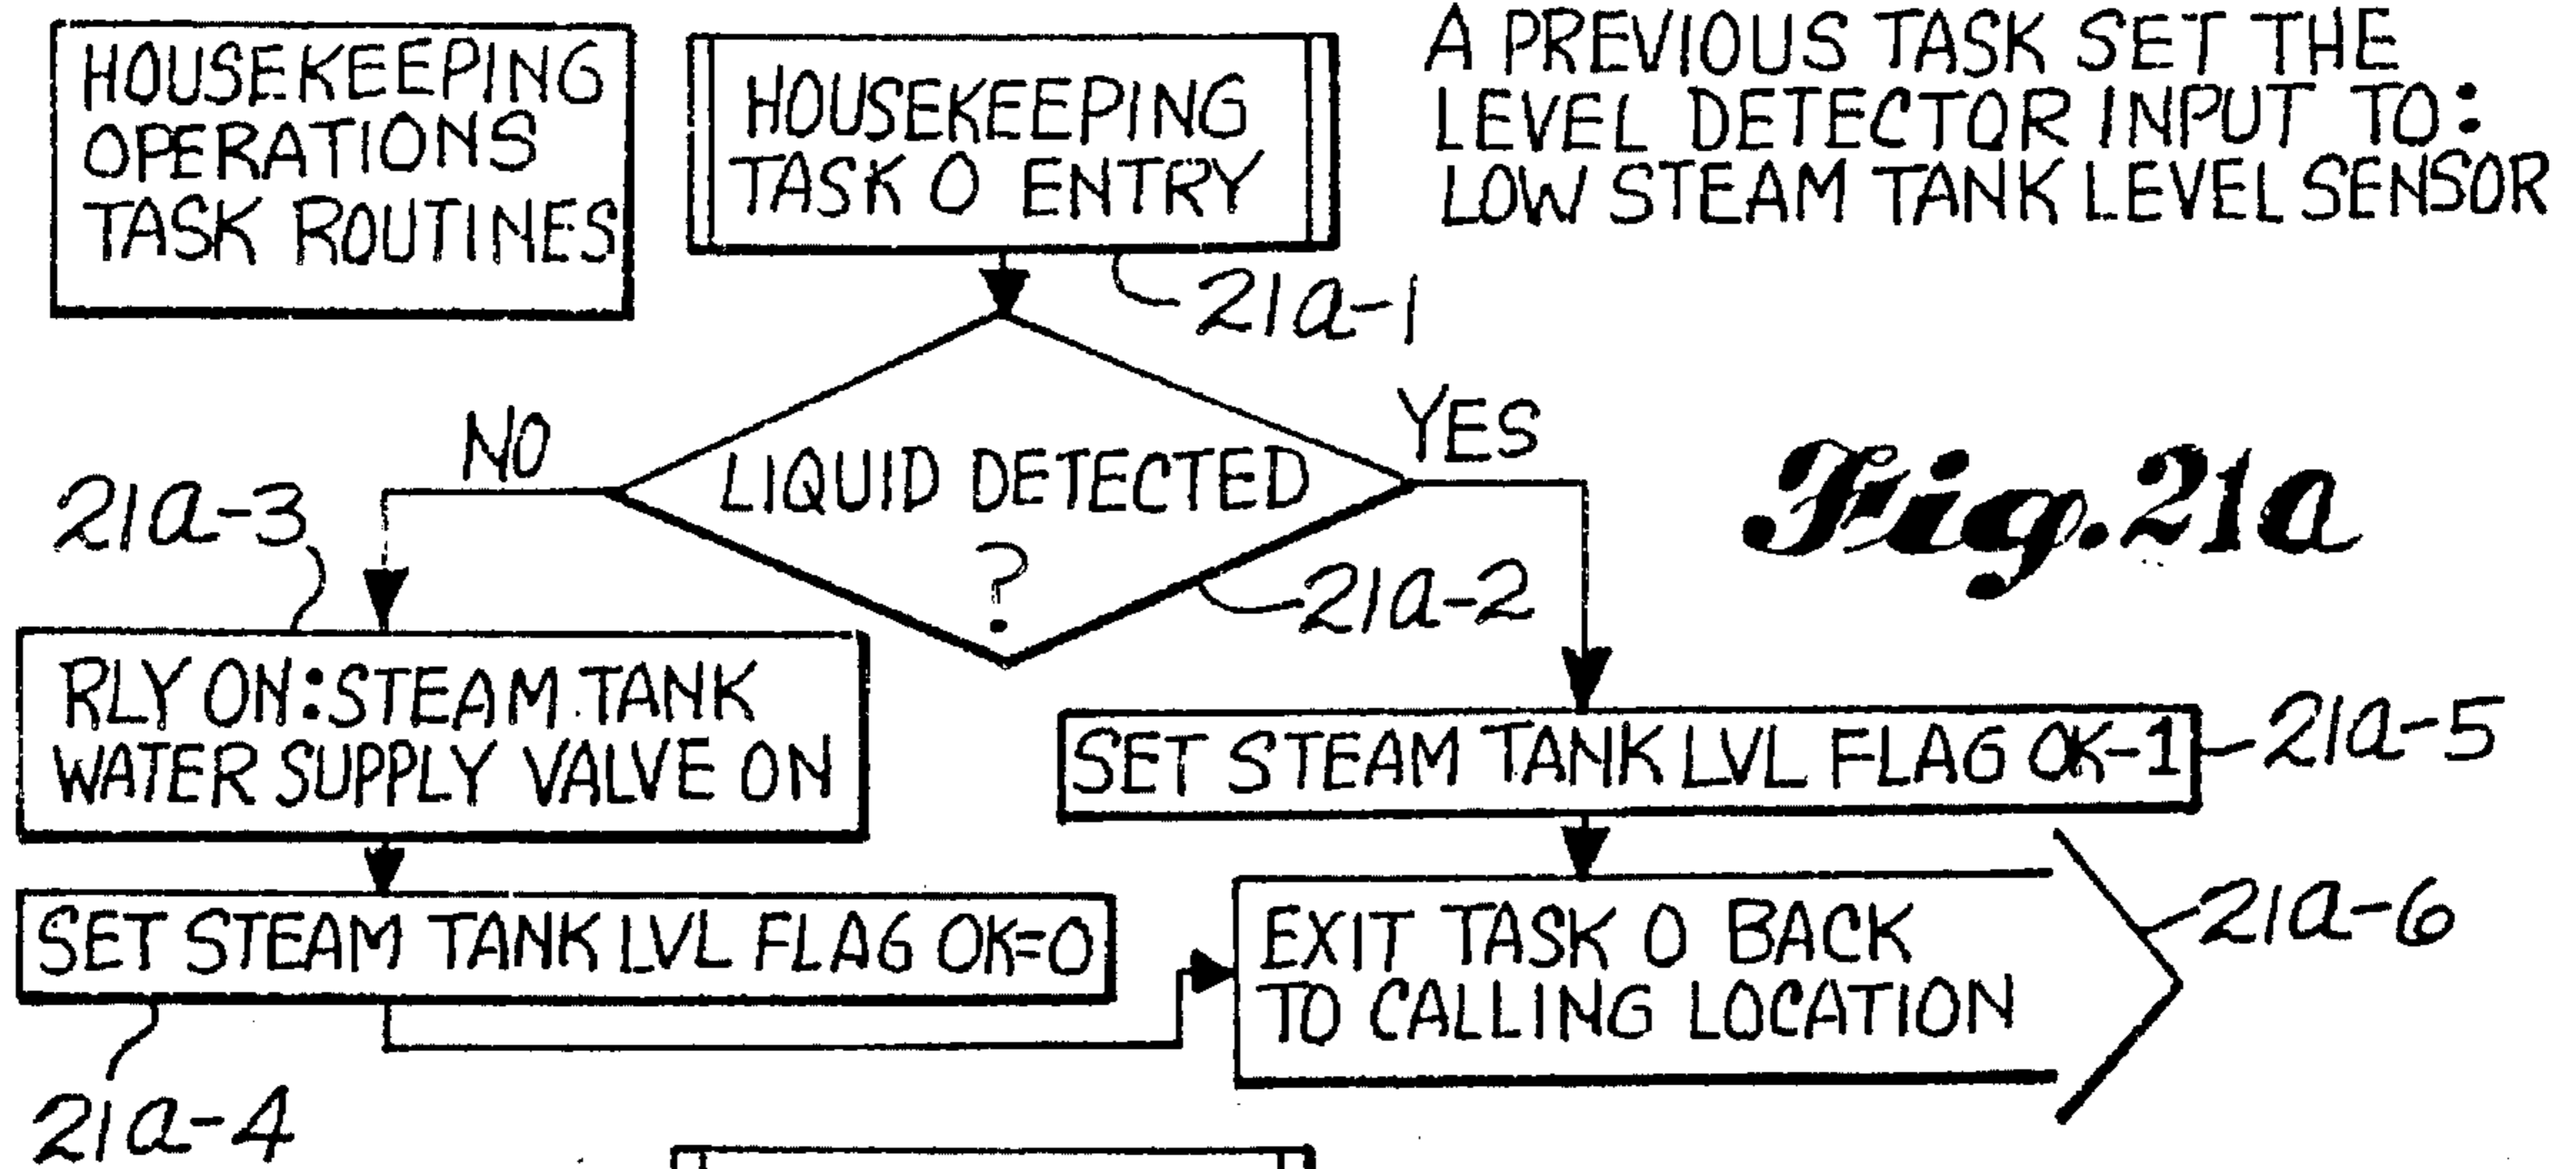 HOUSEKEEPING
OPERATIONS
TASK ROUTINES
HOUSEKEEPING
TASK 0 ENTRY
A PREVIOUS TASK SET THE
LEVEL DETECTOR INPUT TO:
LOW STEAM TANK LEVEL SENSOR
21a-1
NO
LIQUID DETECTED
?
YES
21a-2
21a-3
Fig. 21a
RLY ON: STEAM TANK
WATER SUPPLY VALVE ON
SET STEAM TANK LVL FLAG OK-1
21a-5
SET STEAM TANK LVL FLAG OK=0
21a-4
EXIT TASK 0 BACK
TO CALLING LOCATION
21a-6